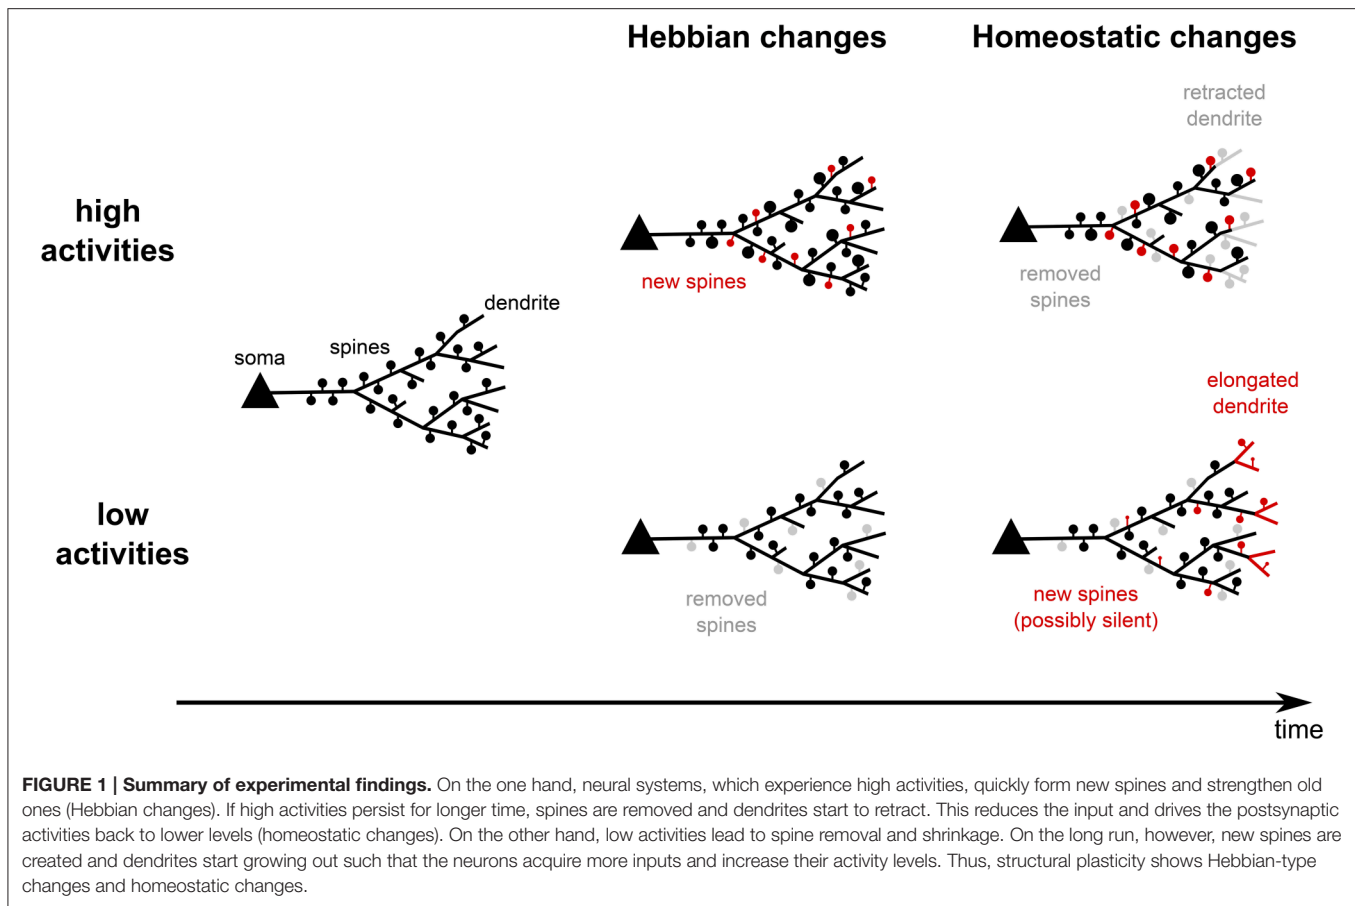 Hebbian changes
Homeostatic changes
retracted
dendrite
high
activities
new spines
removed
spines
dendrite
spines
soma
elongated
dendrite
low
activities
removed
spines
new spines
(possibly silent)
time
FIGURE 1 | Summary of experimental findings. On the one hand, neural systems, which experience high activities, quickly form new spines and strengthen old
ones (Hebbian changes). If high activities persist for longer time, spines are removed and dendrites start to retract. This reduces the input and drives the postsynaptic
activities back to lower levels (homeostatic changes). On the other hand, low activities lead to spine removal and shrinkage. On the long run, however, new spines are
created and dendrites start growing out such that the neurons acquire more inputs and increase their activity levels. Thus, structural plasticity shows Hebbian-type
changes and homeostatic changes.